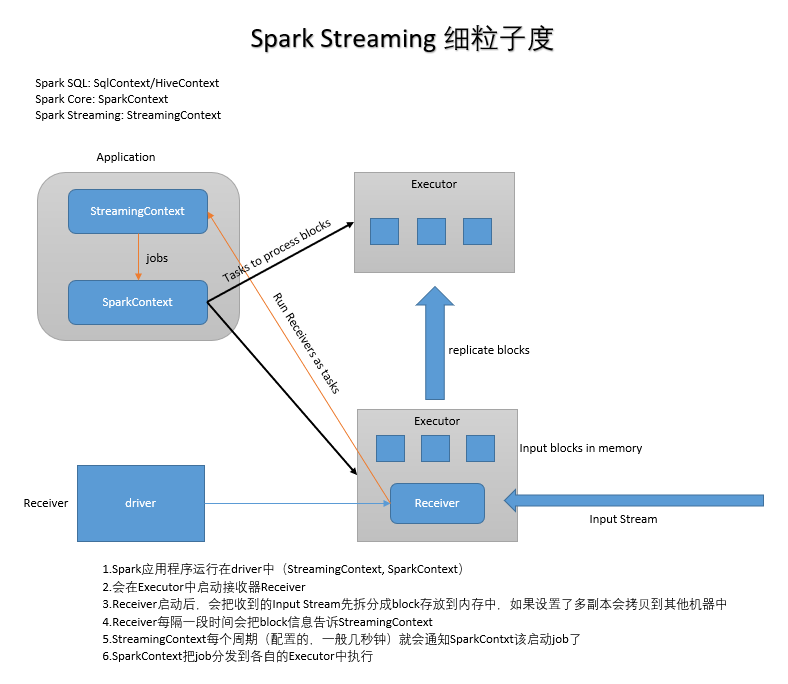 Spark Streaming 细粒子度
Spark SQL: SqlContext/HiveContext
Spark Core: SparkContext
Spark Streaming: StreamingContext
Application
StreamingContext
jobs
SparkContext
Tasks to process blocks
Run Receivers as tasks
Executor
replicate blocks
Executor
Input blocks in memory
Receiver
Input Stream
Receiver
driver
1.Spark应用程序运行在driver中（StreamingContext, SparkContext）
2.会在Executor中启动接收器Receiver
3.Receiver启动后，会把收到的Input Stream先拆分成block存放到内存中，如果设置了多副本会拷贝到其他机器中
4.Receiver每隔一段时间会把block信息告诉StreamingContext
5.StreamingContext每个周期（配置的，一般几秒钟）就会通知SparkContxt该启动job了
6.SparkContext把job分发到各自的Executor中执行